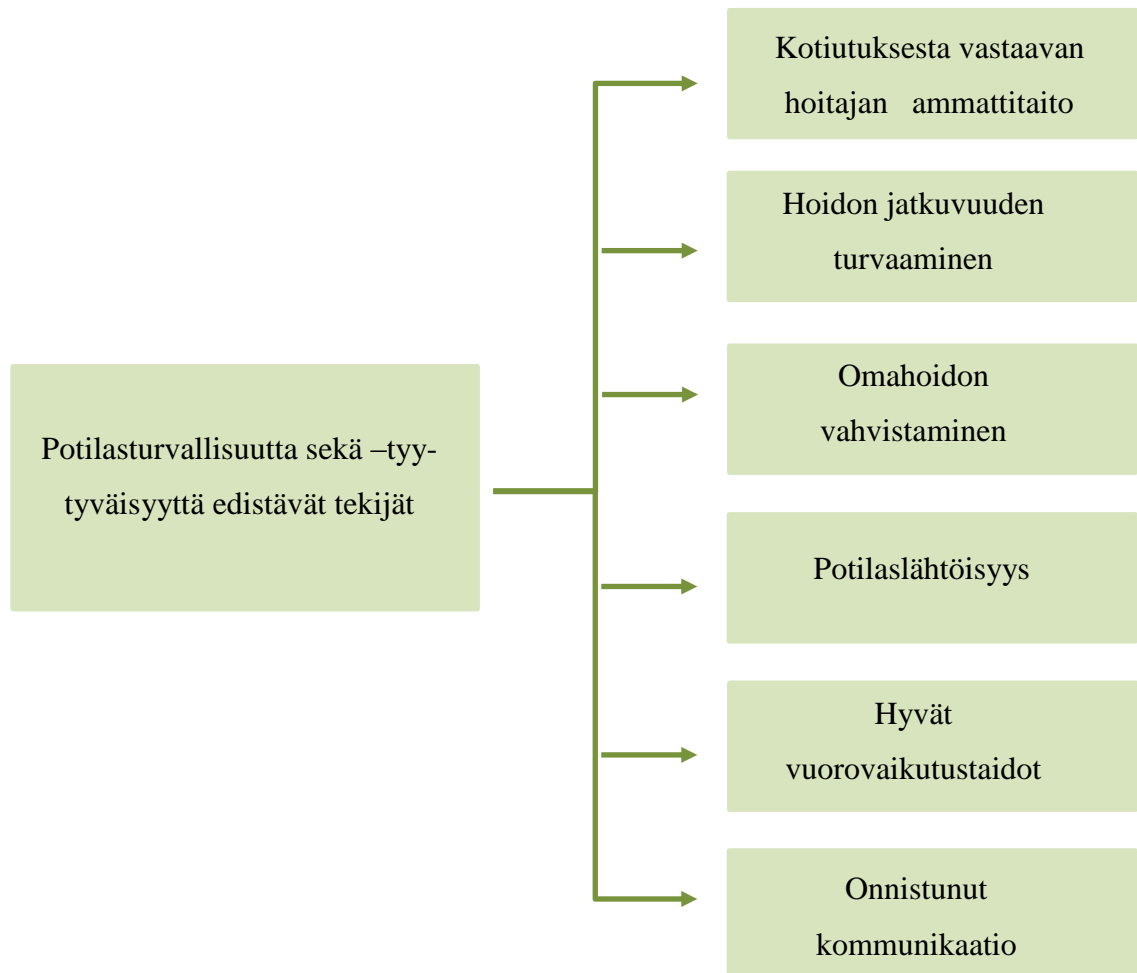 Kotiutuksesta vastaavan
hoitajan ammattitaito
Hoidon jatkuvuuden
turvaaminen
Omahoidon
vahvistaminen
Potilasturvallisuutta sekä –tyy-
tyväisyyttä edistävät tekijät
Potilaslähtöisyys
Hyvät
vuorovaikutustaidot
Onnistunut
kommunikaatio